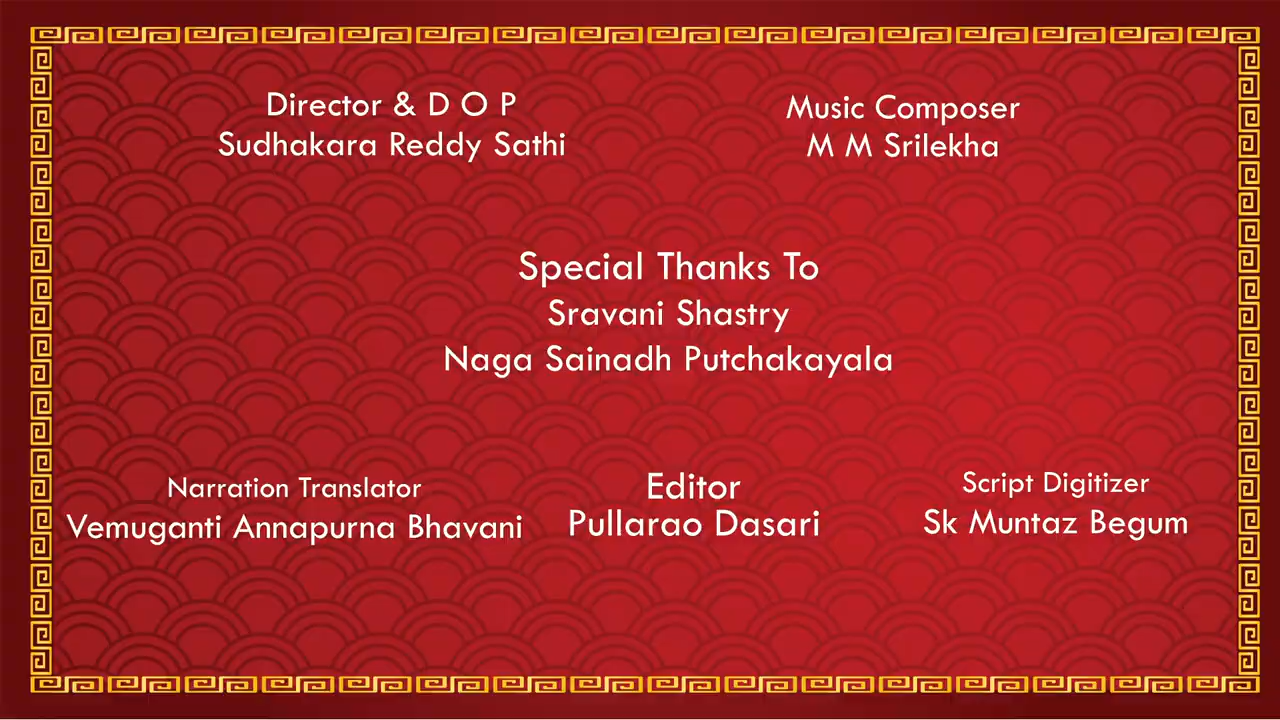 Director & D O P
Sudhakara Reddy Sathi
Music Composer
M M Srilekha
Special Thanks To
Sravani Shastry
Naga Sainadh Putchakayala
Narration Translator
Vemuganti Annapurna Bhavani
Editor
Pullarao Dasari
Script Digitizer
Sk Muntaz Begum